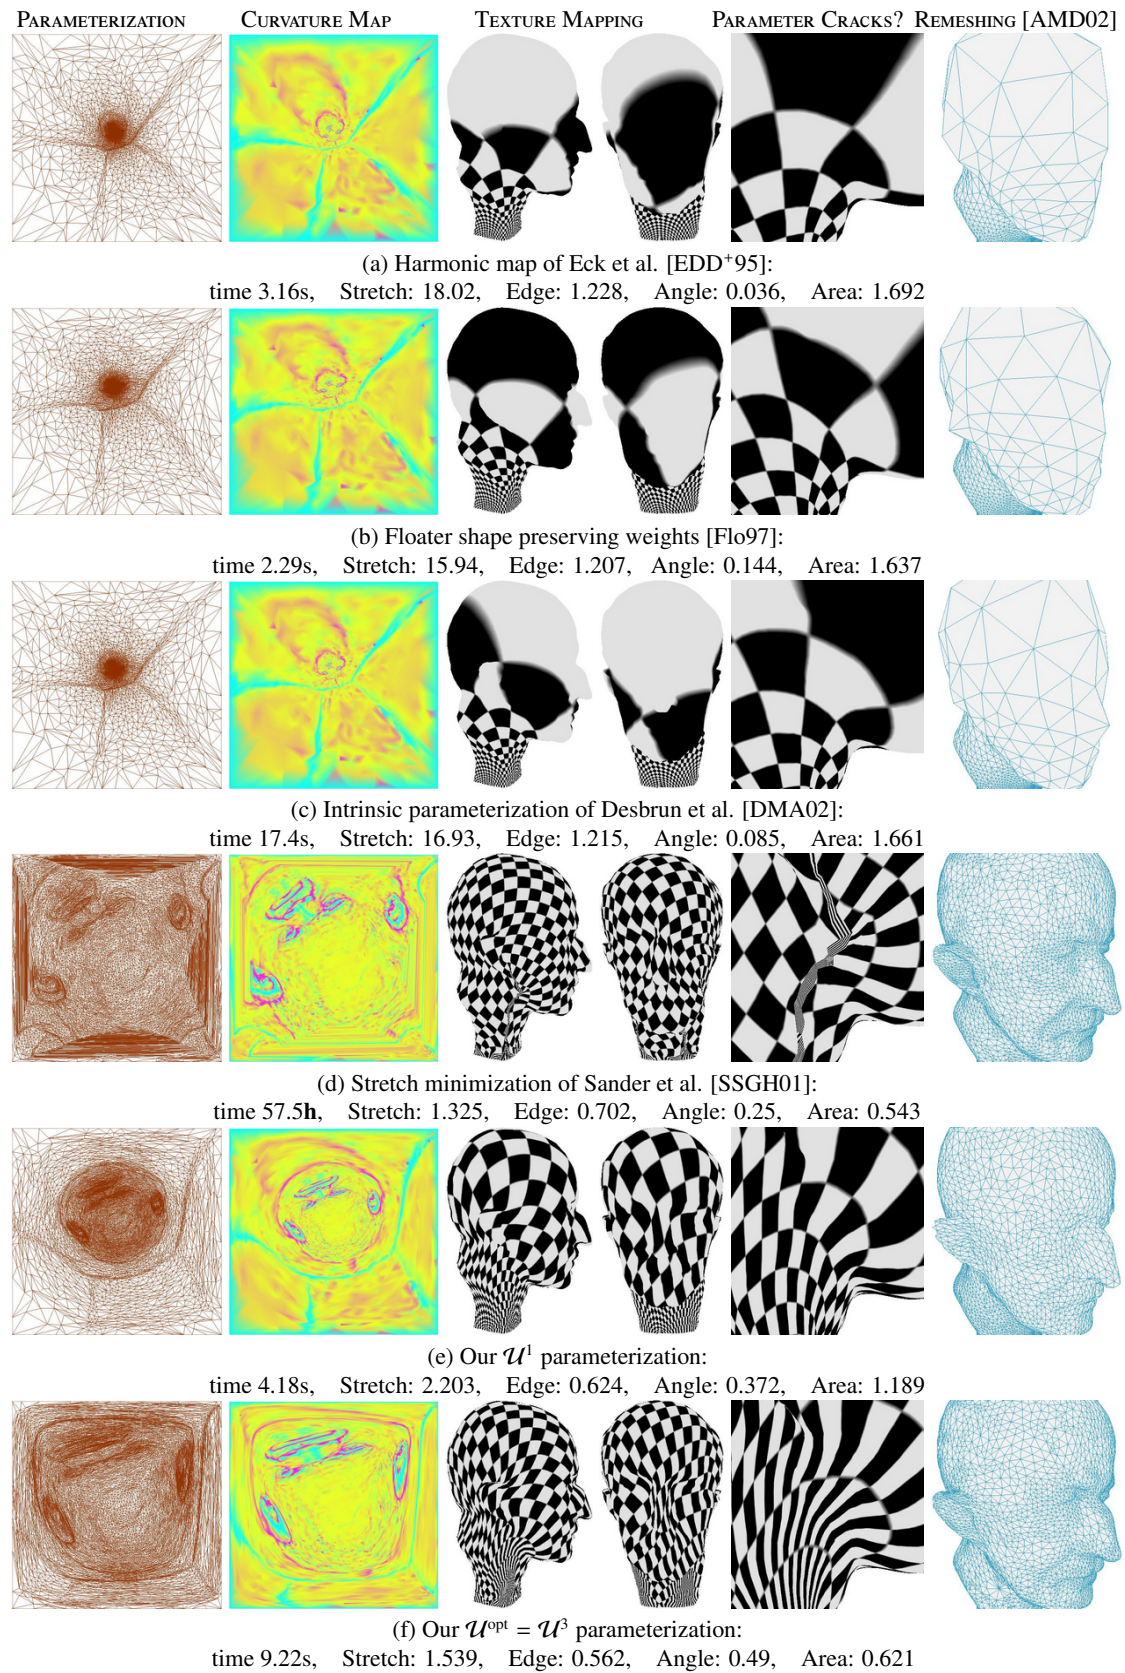 PARAMETERIZATION CURVATURE MAP TEXTURE MAPPING PARAMETER CRACKS? REMESHING [AMD02]
(a) Harmonic map of Eck et al. [EDD+95]:
time 3.16s, Stretch: 18.02, Edge: 1.228, Angle: 0.036, Area: 1.692
(b) Floater shape preserving weights [Flo97]:
time 2.29s, Stretch: 15.94, Edge: 1.207, Angle: 0.144, Area: 1.637
(c) Intrinsic parameterization of Desbrun et al. [DMA02]:
time 17.4s, Stretch: 16.93, Edge: 1.215, Angle: 0.085, Area: 1.661
(d) Stretch minimization of Sander et al. [SSGH01]:
time 57.5h, Stretch: 1.325, Edge: 0.702, Angle: 0.25, Area: 0.543
(e) Our 𝒰¹ parameterization:
time 4.18s, Stretch: 2.203, Edge: 0.624, Angle: 0.372, Area: 1.189
(f) Our 𝒰ᵒᵖᵗ = 𝒰³ parameterization:
time 9.22s, Stretch: 1.539, Edge: 0.562, Angle: 0.49, Area: 0.621